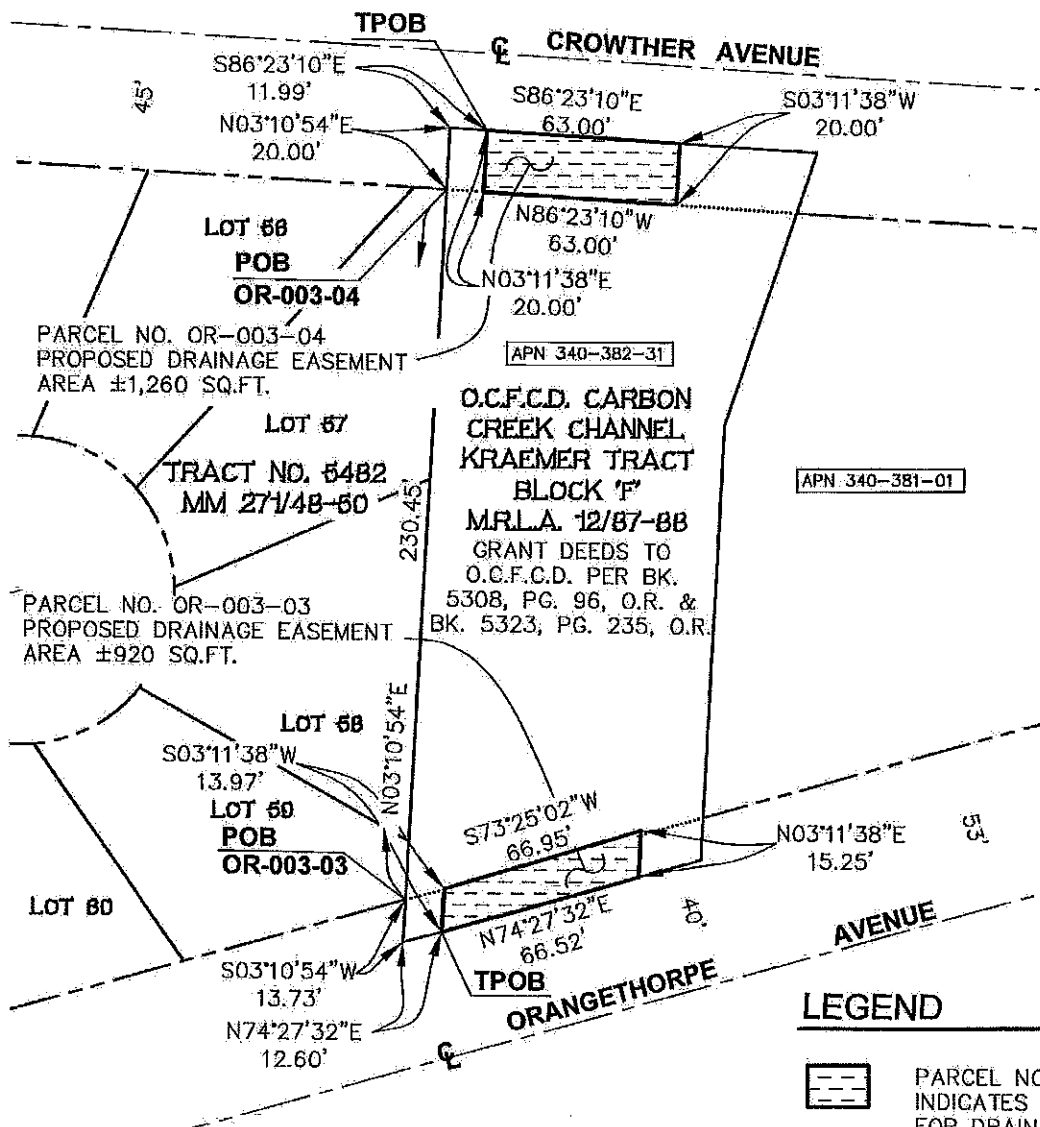 TPOB
℄ CROWTHER AVENUE
S86°23'10"E
11.99'
45'
N03°10'54"E
20.00'
S86°23'10"E
63.00'
S03°11'38"W
20.00'
N86°23'10"W
63.00'
N03°11'38"E
20.00'
LOT 56
POB
OR-003-04
PARCEL NO. OR-003-04
PROPOSED DRAINAGE EASEMENT
AREA ±1,260 SQ.FT.
APN 340-382-31
O.C.F.C.D. CARBON
CREEK CHANNEL
KRAEMER TRACT
BLOCK 'F'
M.R.L.A. 12/87-88
GRANT DEEDS TO
O.C.F.C.D. PER BK.
5308, PG. 96, O.R. &
BK. 5323, PG. 235, O.R.
APN 340-381-01
LOT 57
TRACT NO. 5482
MM 271/48-50
230.45'
N03°10'54"E
PARCEL NO. OR-003-03
PROPOSED DRAINAGE EASEMENT
AREA ±920 SQ.FT.
LOT 58
S03°11'38"W
13.97'
LOT 59
POB
OR-003-03
LOT 60
S73°25'02"W
66.95'
N03°11'38"E
15.25'
53'
N74°27'32"E
66.52'
40'
S03°10'54"W
13.73'
TPOB
N74°27'32"E
12.60'
℄ ORANGETHORPE AVENUE
LEGEND
PARCEL NO
INDICATES
FOR DRAIN